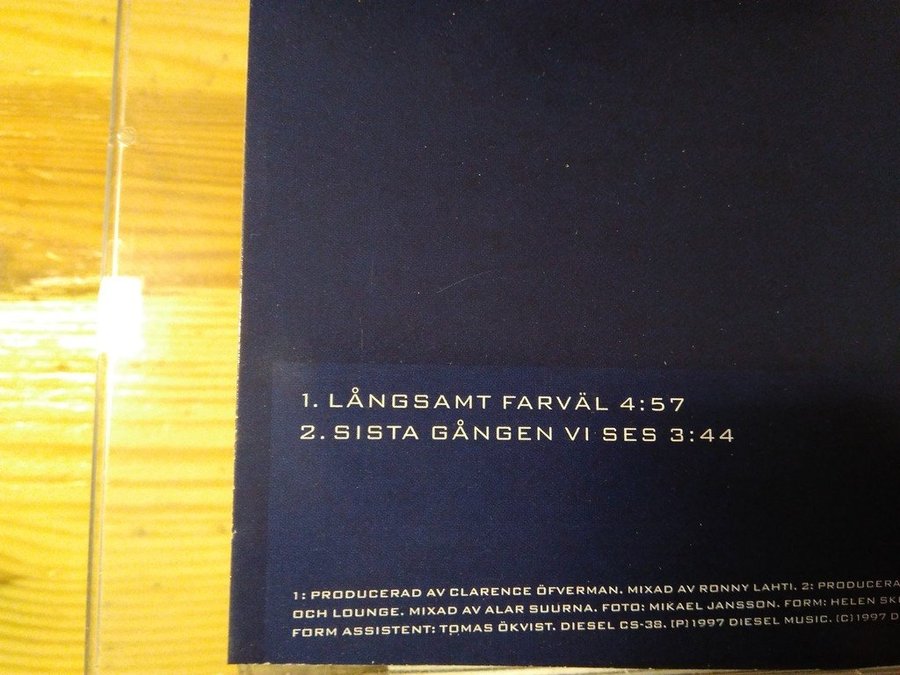 1. LÅNGSAMT FARVÄL 4:57
2. SISTA GÅNGEN VI SES 3:44
1: PRODUCERAD AV CLARENCE ÖFVERMAN. MIXAD AV RONNY LAHTI. 2:
OCH LOUNGE. MIXAD AV ALAR SUURNA. FOTO: MIKAEL JANSSON. FORM: HELEN
FORM ASSISTENT: TOMAS ÖKVIST. DIESEL CS-38. (P)1997 DIESEL MUSIC. (C)1997